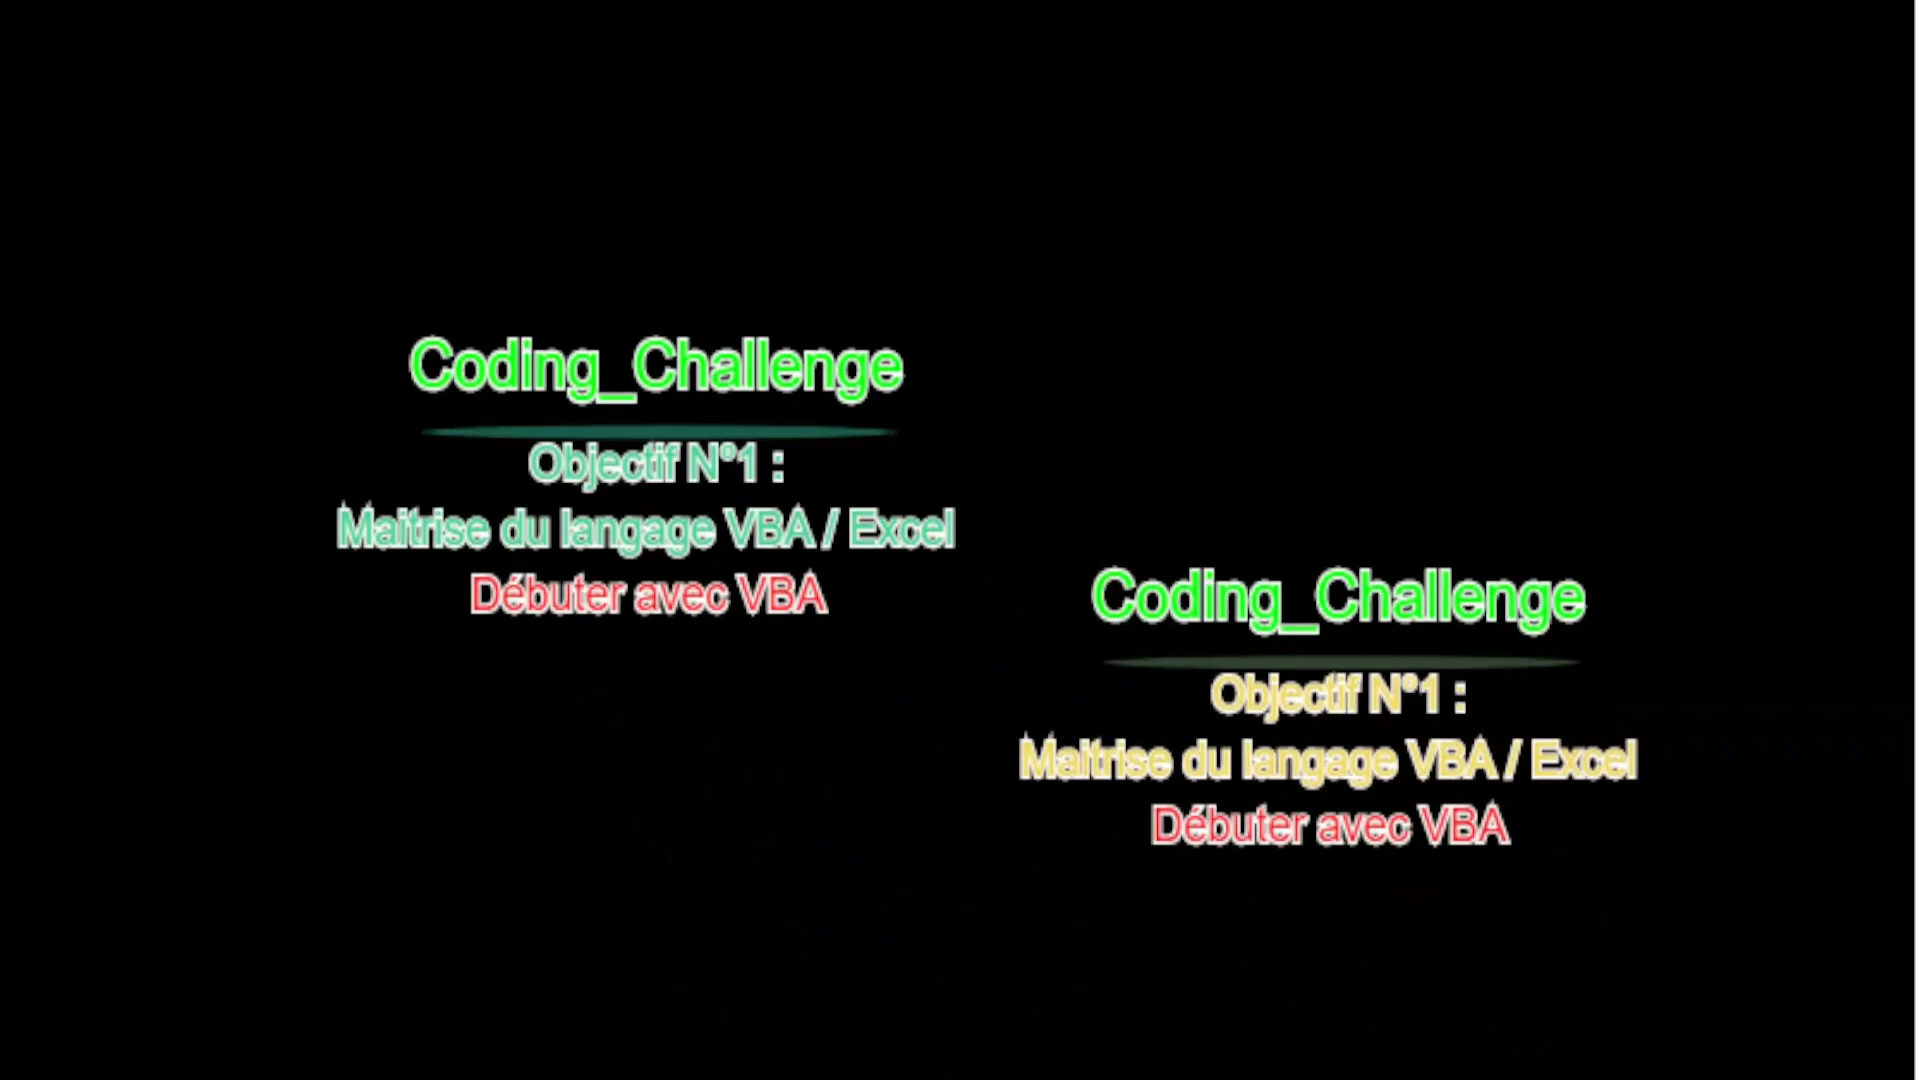 Coding_Challenge
Objectif N°1 :
Maitrise du langage VBA / Excel
Débuter avec VBA
Coding_Challenge
Objectif N°1 :
Maitrise du langage VBA / Excel
Débuter avec VBA